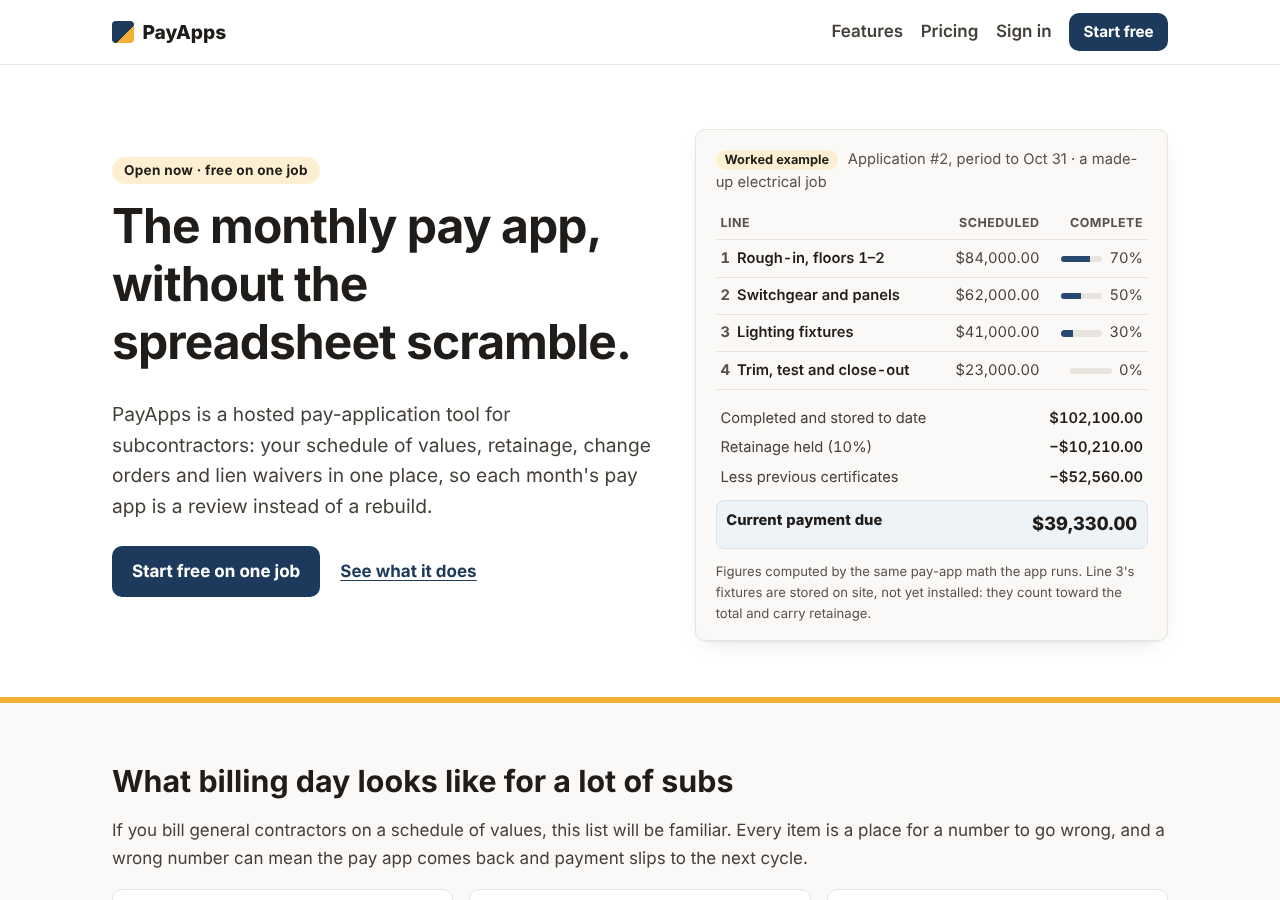 PayApps
Features Pricing Sign in Start free
Open now · free on one job
The monthly pay app,
without the
spreadsheet scramble.
PayApps is a hosted pay-application tool for
subcontractors: your schedule of values, retainage, change
orders and lien waivers in one place, so each month's pay
app is a review instead of a rebuild.
Start free on one job See what it does
Worked example Application #2, period to Oct 31 · a made-
up electrical job
LINE SCHEDULED COMPLETE
1 Rough-in, floors 1–2 $84,000.00 70%
2 Switchgear and panels $62,000.00 50%
3 Lighting fixtures $41,000.00 30%
4 Trim, test and close-out $23,000.00 0%
Completed and stored to date $102,100.00
Retainage held (10%) −$10,210.00
Less previous certificates −$52,560.00
Current payment due $39,330.00
Figures computed by the same pay-app math the app runs. Line 3's
fixtures are stored on site, not yet installed: they count toward the
total and carry retainage.
What billing day looks like for a lot of subs
If you bill general contractors on a schedule of values, this list will be familiar. Every item is a place for a number to go wrong, and a
wrong number can mean the pay app comes back and payment slips to the next cycle.